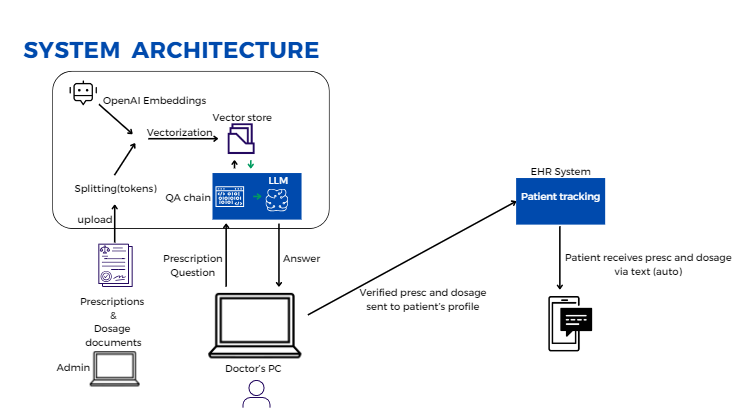 SYSTEM ARCHITECTURE
OpenAI Embeddings
Vector store
Vectorization
LLM
Splitting(tokens)
QA chain
upload
Prescription
Question
Answer
Prescriptions
&
Dosage
documents
Admin
Doctor's PC
Verified presc and dosage
sent to patient's profile
EHR System
Patient tracking
Patient receives presc and dosage
via text (auto)